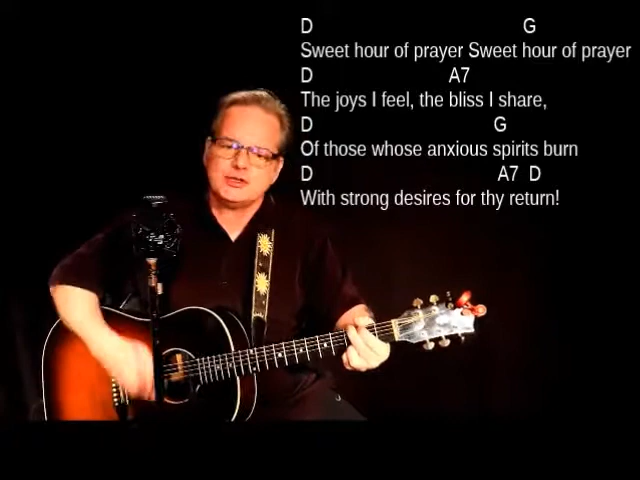 D G
Sweet hour of prayer Sweet hour of prayer
D A7
The joys I feel, the bliss I share,
D G
Of those whose anxious spirits burn
D A7 D
With strong desires for thy return!